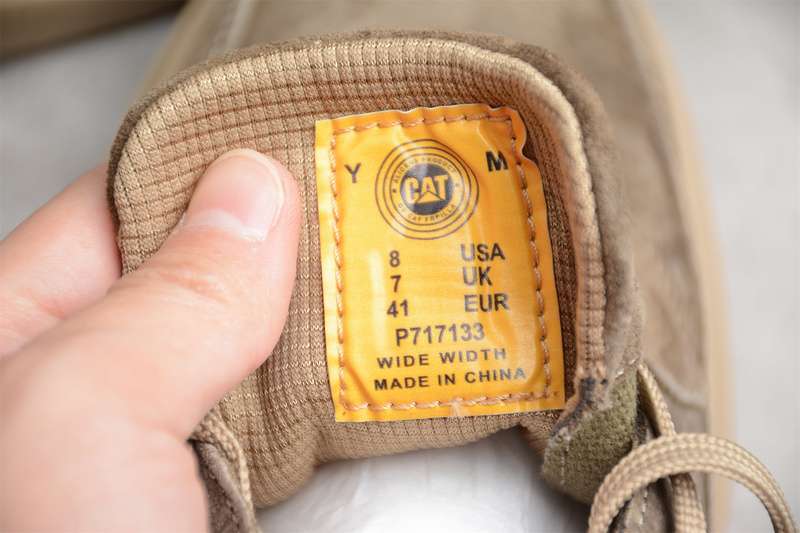 Y M
CAT
8 USA
7 UK
41 EUR
P717133
WIDE WIDTH
MADE IN CHINA